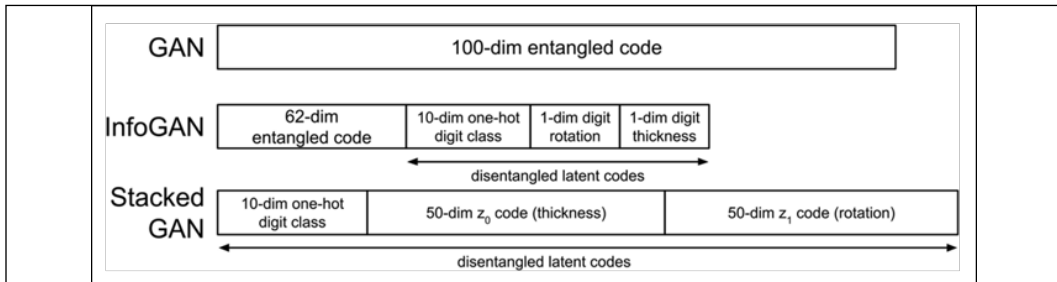 GAN
100-dim entangled code
InfoGAN
62-dim
entangled code
10-dim one-hot
digit class
1-dim digit
rotation
1-dim digit
thickness
disentangled latent codes
Stacked
GAN
10-dim one-hot
digit class
50-dim z₀ code (thickness)
50-dim z₁ code (rotation)
disentangled latent codes